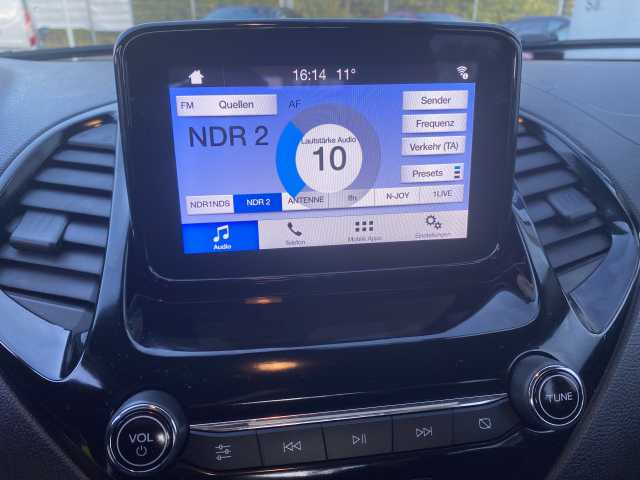 16:14 11°
FM Quellen AF Sender
NDR 2
Lautstärke Audio
10
Frequenz
Verkehr (TA)
Presets
NDR1NDS NDR 2 ANTENNE N-JOY 1LIVE
Audio Telefon Mobile Apps Einstellungen
VOL
TUNE